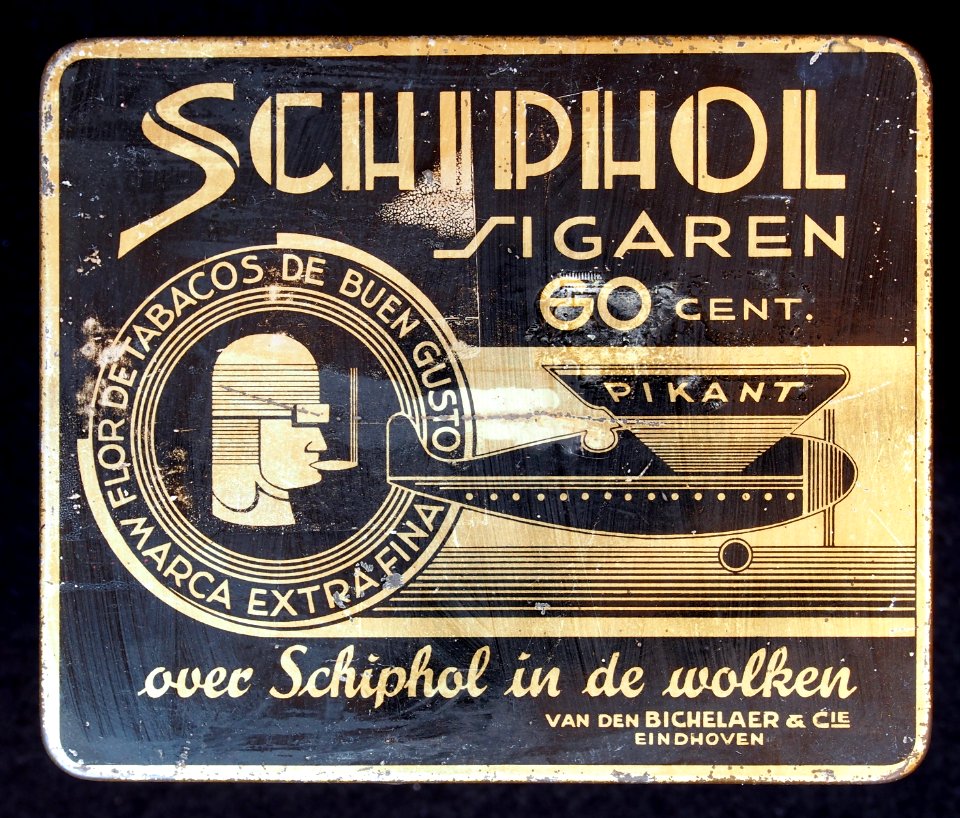 SCHIPHOL
SIGAREN
60 CENT.
FLOR DE TABACOS DE BUEN GUSTO
MARCA EXTRA FINA
PIKANT
over Schiphol in de wolken
VAN DEN BICHELAER & CIE
EINDHOVEN